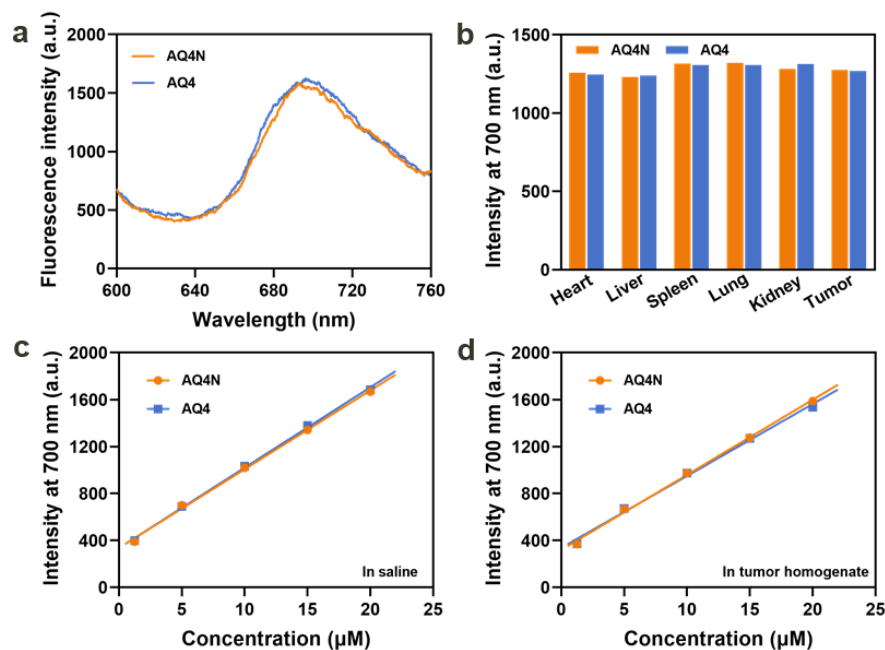 a
2000
1500
1000
500
0
600
640
680
720
760
Fluorescence intensity (a.u.)
Wavelength (nm)
AQ4N
AQ4
b
1500
1000
500
0
Intensity at 700 nm (a.u.)
AQ4N
AQ4
Heart
Liver
Spleen
Lung
Kidney
Tumor
c
2000
1600
1200
800
400
0
0
5
10
15
20
25
Intensity at 700 nm (a.u.)
Concentration (μM)
AQ4N
AQ4
In saline
d
2000
1600
1200
800
400
0
0
5
10
15
20
25
Intensity at 700 nm (a.u.)
Concentration (μM)
AQ4N
AQ4
In tumor homogenate